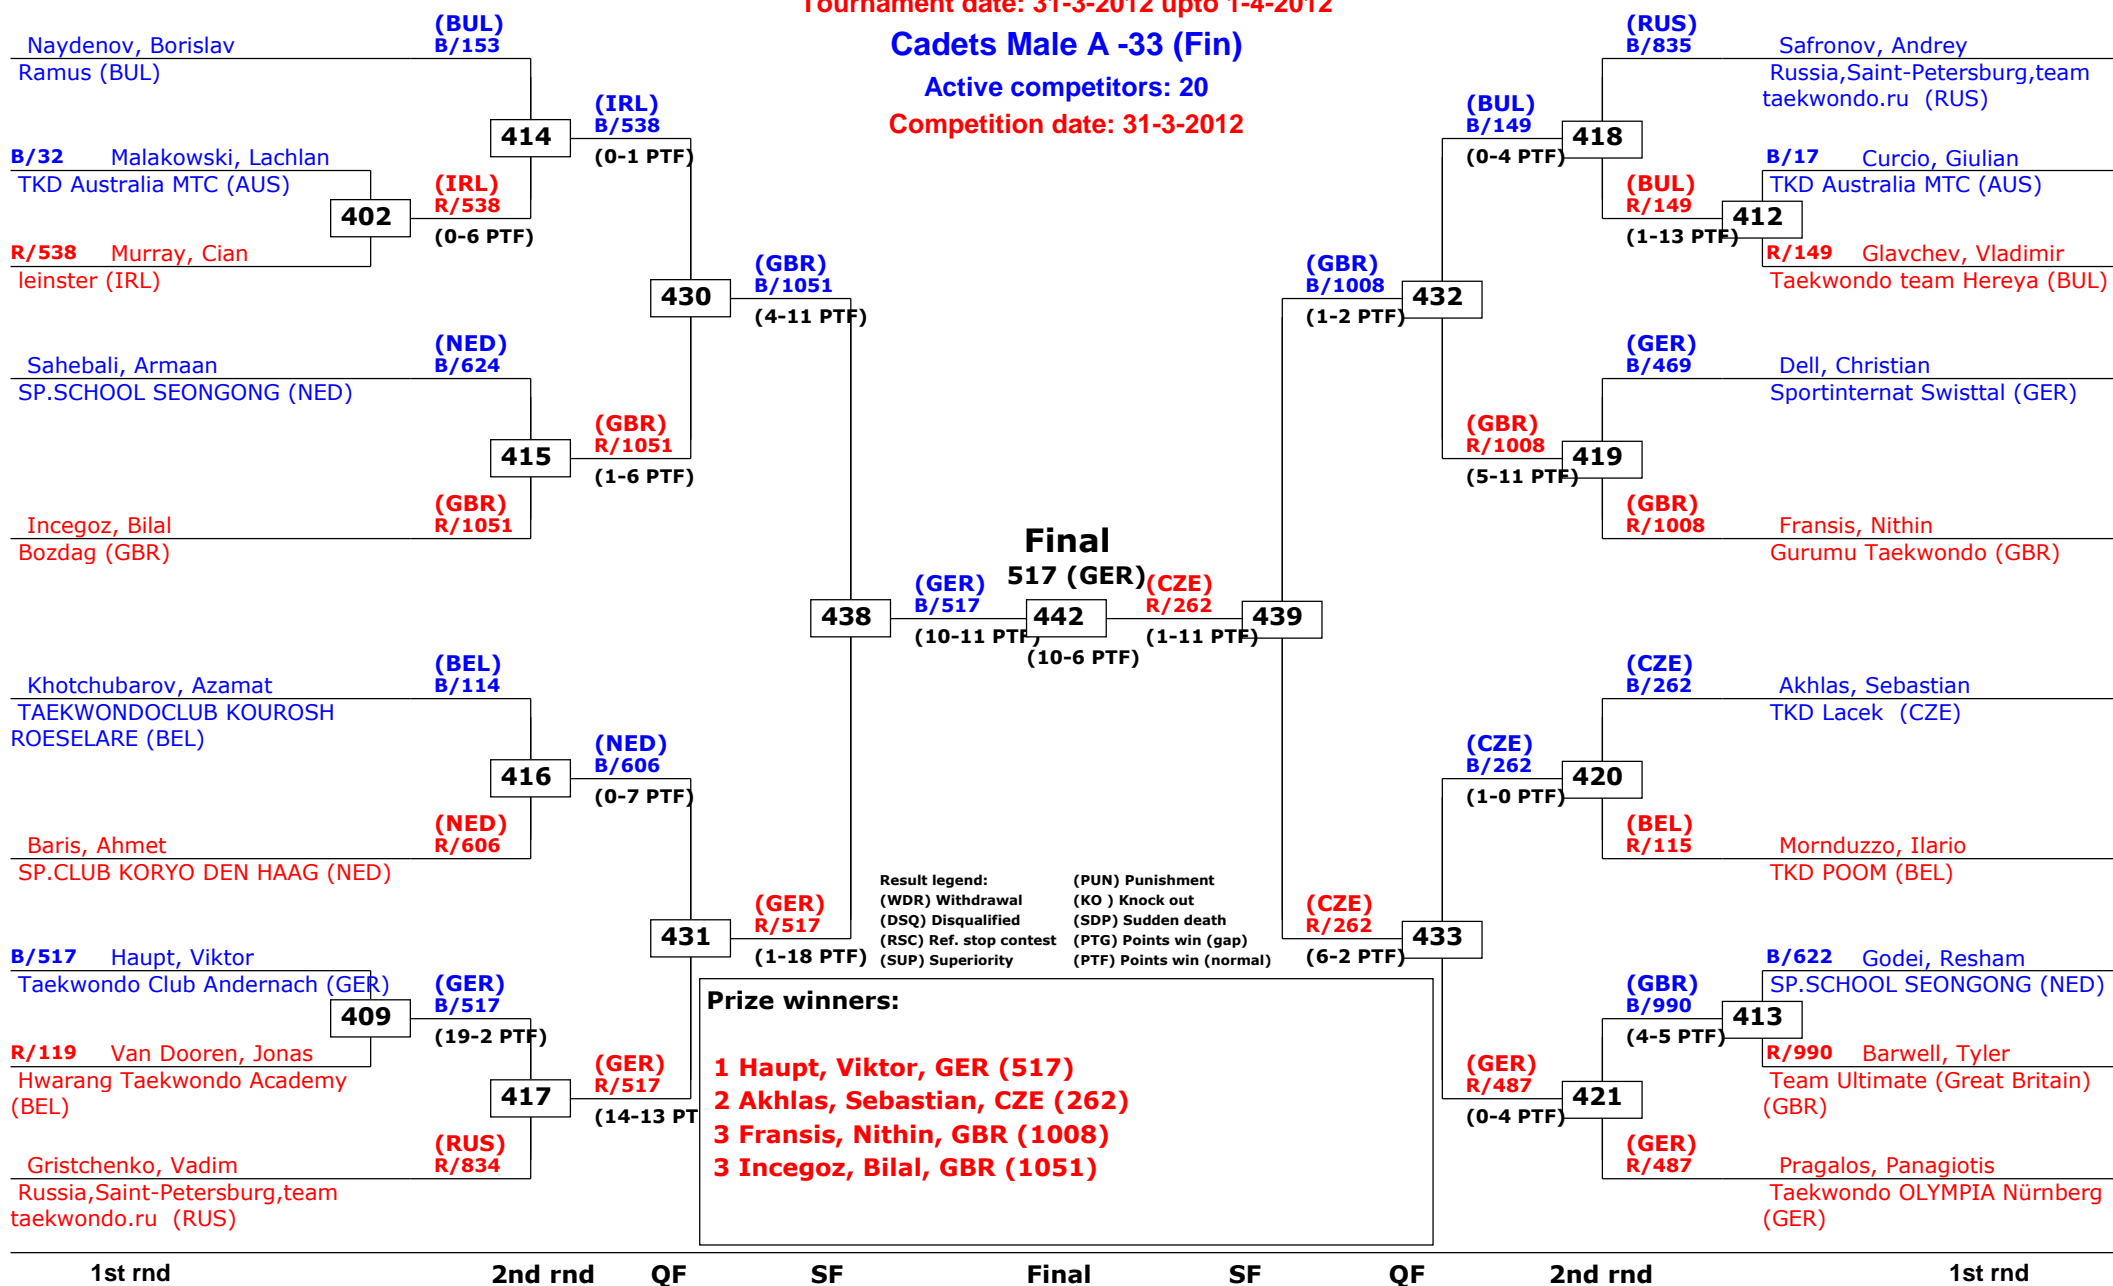 Tournament date: 31-3-2012 upto 1-4-2012
Cadets Male A -33 (Fin)
Active competitors: 20
Competition date: 31-3-2012
Naydenov, Borislav
Ramus (BUL)
(BUL)
B/153
B/32 Malakowski, Lachlan
TKD Australia MTC (AUS)
402
R/538 Murray, Cian
leinster (IRL)
(IRL)
R/538
(0-6 PTF)
414
(IRL)
B/538
(0-1 PTF)
Sahebali, Armaan
SP.SCHOOL SEONGONG (NED)
(NED)
B/624
415
Incegoz, Bilal
Bozdag (GBR)
(GBR)
R/1051
(GBR)
R/1051
(1-6 PTF)
430
(GBR)
B/1051
(4-11 PTF)
Khotchubarov, Azamat
TAEKWONDOCLUB KOUROSH
ROESELARE (BEL)
(BEL)
B/114
416
Baris, Ahmet
SP.CLUB KORYO DEN HAAG (NED)
(NED)
R/606
(NED)
B/606
(0-7 PTF)
431
(GER)
R/517
(1-18 PTF)
B/517 Haupt, Viktor
Taekwondo Club Andernach (GER)
409
R/119 Van Dooren, Jonas
Hwarang Taekwondo Academy
(BEL)
(GER)
B/517
(19-2 PTF)
417
Gristchenko, Vadim
Russia,Saint-Petersburg,team
taekwondo.ru (RUS)
(RUS)
R/834
(GER)
R/517
(14-13 PT
438
(GER)
B/517
(10-11 PTF)
Final
517 (GER)
442
(10-6 PTF)
(CZE)
R/262
(1-11 PTF)
439
(RUS)
B/835
Safronov, Andrey
Russia,Saint-Petersburg,team
taekwondo.ru (RUS)
(BUL)
B/149
(0-4 PTF)
418
B/17 Curcio, Giulian
TKD Australia MTC (AUS)
(BUL)
R/149
(1-13 PTF)
412
R/149 Glavchev, Vladimir
Taekwondo team Hereya (BUL)
(GBR)
B/1008
(1-2 PTF)
432
(GER)
B/469
Dell, Christian
Sportinternat Swisttal (GER)
(GBR)
R/1008
(5-11 PTF)
419
(GBR)
R/1008
Fransis, Nithin
Gurumu Taekwondo (GBR)
(CZE)
B/262
Akhlas, Sebastian
TKD Lacek (CZE)
(CZE)
B/262
(1-0 PTF)
420
(BEL)
R/115
Mornduzzo, Ilario
TKD POOM (BEL)
(CZE)
R/262
(6-2 PTF)
433
B/622 Godei, Resham
SP.SCHOOL SEONGONG (NED)
(GBR)
B/990
(4-5 PTF)
413
R/990 Barwell, Tyler
Team Ultimate (Great Britain)
(GBR)
(GER)
R/487
(0-4 PTF)
421
(GER)
R/487
Pragalos, Panagiotis
Taekwondo OLYMPIA Nürnberg
(GER)
Result legend: (PUN) Punishment
(WDR) Withdrawal (KO ) Knock out
(DSQ) Disqualified (SDP) Sudden death
(RSC) Ref. stop contest (PTG) Points win (gap)
(SUP) Superiority (PTF) Points win (normal)
Prize winners:
1 Haupt, Viktor, GER (517)
2 Akhlas, Sebastian, CZE (262)
3 Fransis, Nithin, GBR (1008)
3 Incegoz, Bilal, GBR (1051)
1st rnd 2nd rnd QF SF Final SF QF 2nd rnd 1st rnd